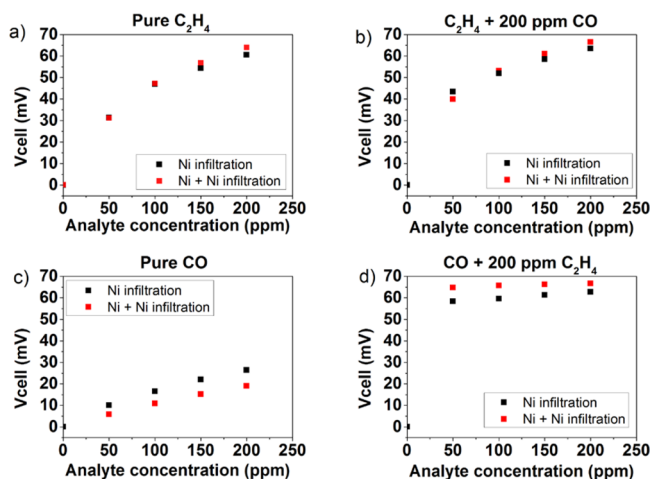 a)
Pure C₂H₄
70
60
50
40
30
20
10
0
Vcell (mV)
Ni infiltration
Ni + Ni infiltration
0 50 100 150 200 250
Analyte concentration (ppm)
b)
C₂H₄ + 200 ppm CO
70
60
50
40
30
20
10
0
Vcell (mV)
Ni infiltration
Ni + Ni infiltration
0 50 100 150 200 250
Analyte concentration (ppm)
c)
Pure CO
70
60
50
40
30
20
10
0
Vcell (mV)
Ni infiltration
Ni + Ni infiltration
0 50 100 150 200 250
Analyte concentration (ppm)
d)
CO + 200 ppm C₂H₄
70
60
50
40
30
20
10
0
Vcell (mV)
Ni infiltration
Ni + Ni infiltration
0 50 100 150 200 250
Analyte concentration (ppm)